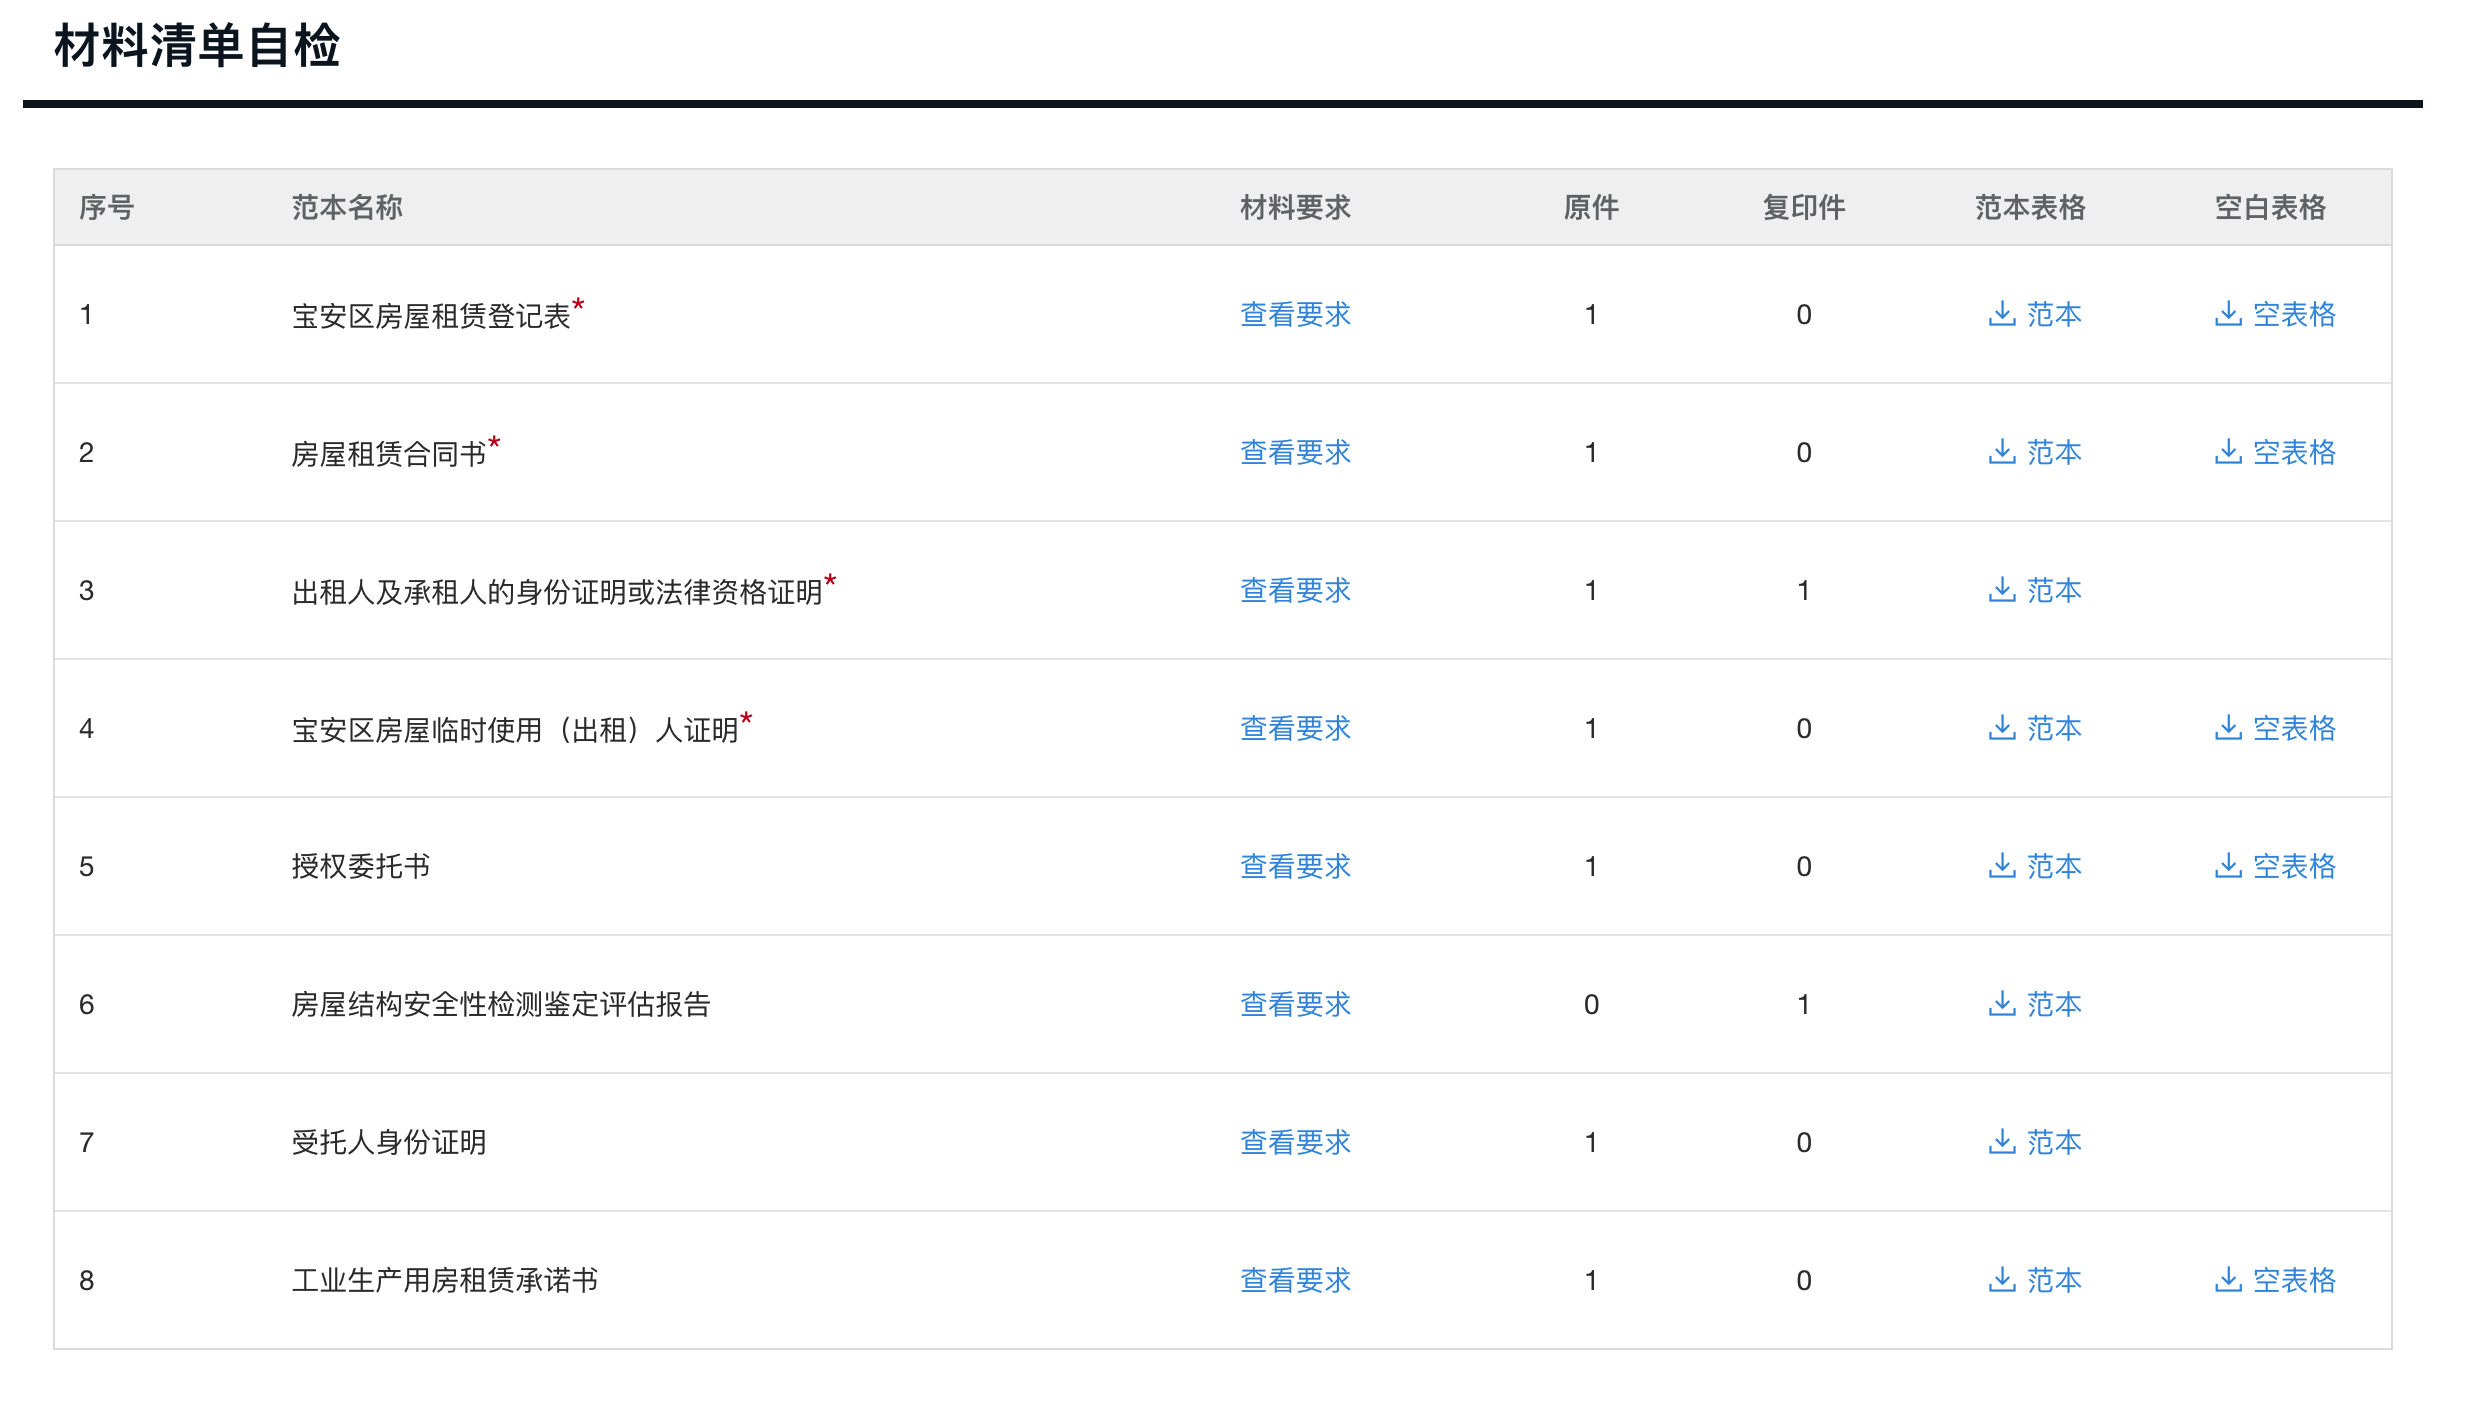 材料清单自检
序号 范本名称 材料要求 原件 复印件 范本表格 空白表格
1 宝安区房屋租赁登记表* 查看要求 1 0 范本 空表格
2 房屋租赁合同书* 查看要求 1 0 范本 空表格
3 出租人及承租人的身份证明或法律资格证明* 查看要求 1 1 范本
4 宝安区房屋临时使用（出租）人证明* 查看要求 1 0 范本 空表格
5 授权委托书 查看要求 1 0 范本 空表格
6 房屋结构安全性检测鉴定评估报告 查看要求 0 1 范本
7 受托人身份证明 查看要求 1 0 范本
8 工业生产用房租赁承诺书 查看要求 1 0 范本 空表格